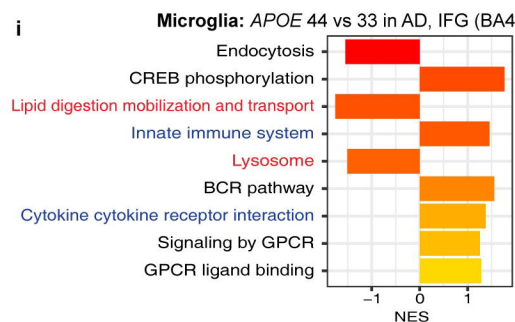 i
Microglia: APOE 44 vs 33 in AD, IFG (BA4
Endocytosis
CREB phosphorylation
Lipid digestion mobilization and transport
Innate immune system
Lysosome
BCR pathway
Cytokine cytokine receptor interaction
Signaling by GPCR
GPCR ligand binding
−1 0 1
NES